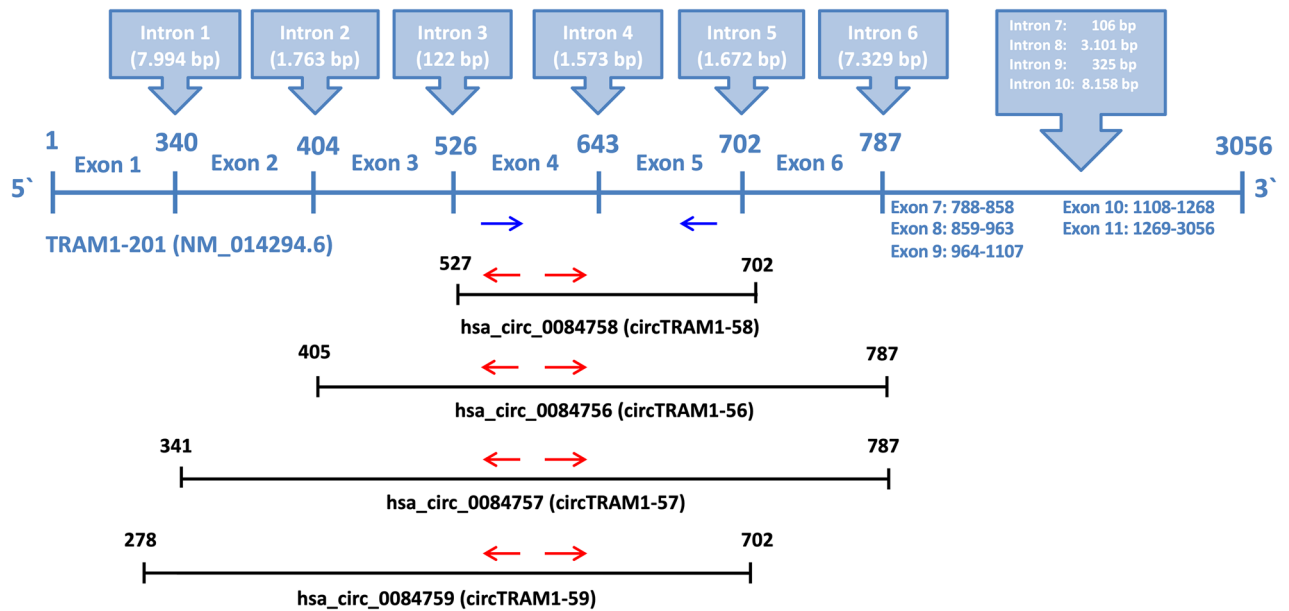 Intron 1
(7.994 bp)
Intron 2
(1.763 bp)
Intron 3
(122 bp)
Intron 4
(1.573 bp)
Intron 5
(1.672 bp)
Intron 6
(7.329 bp)
Intron 7: 106 bp
Intron 8: 3.101 bp
Intron 9: 325 bp
Intron 10: 8.158 bp
1 340 404 526 643 702 787 3056
Exon 1 Exon 2 Exon 3 Exon 4 Exon 5 Exon 6
5` 3`
Exon 7: 788-858
Exon 8: 859-963
Exon 9: 964-1107
Exon 10: 1108-1268
Exon 11: 1269-3056
TRAM1-201 (NM_014294.6)
527 702
hsa_circ_0084758 (circTRAM1-58)
405 787
hsa_circ_0084756 (circTRAM1-56)
341 787
hsa_circ_0084757 (circTRAM1-57)
278 702
hsa_circ_0084759 (circTRAM1-59)